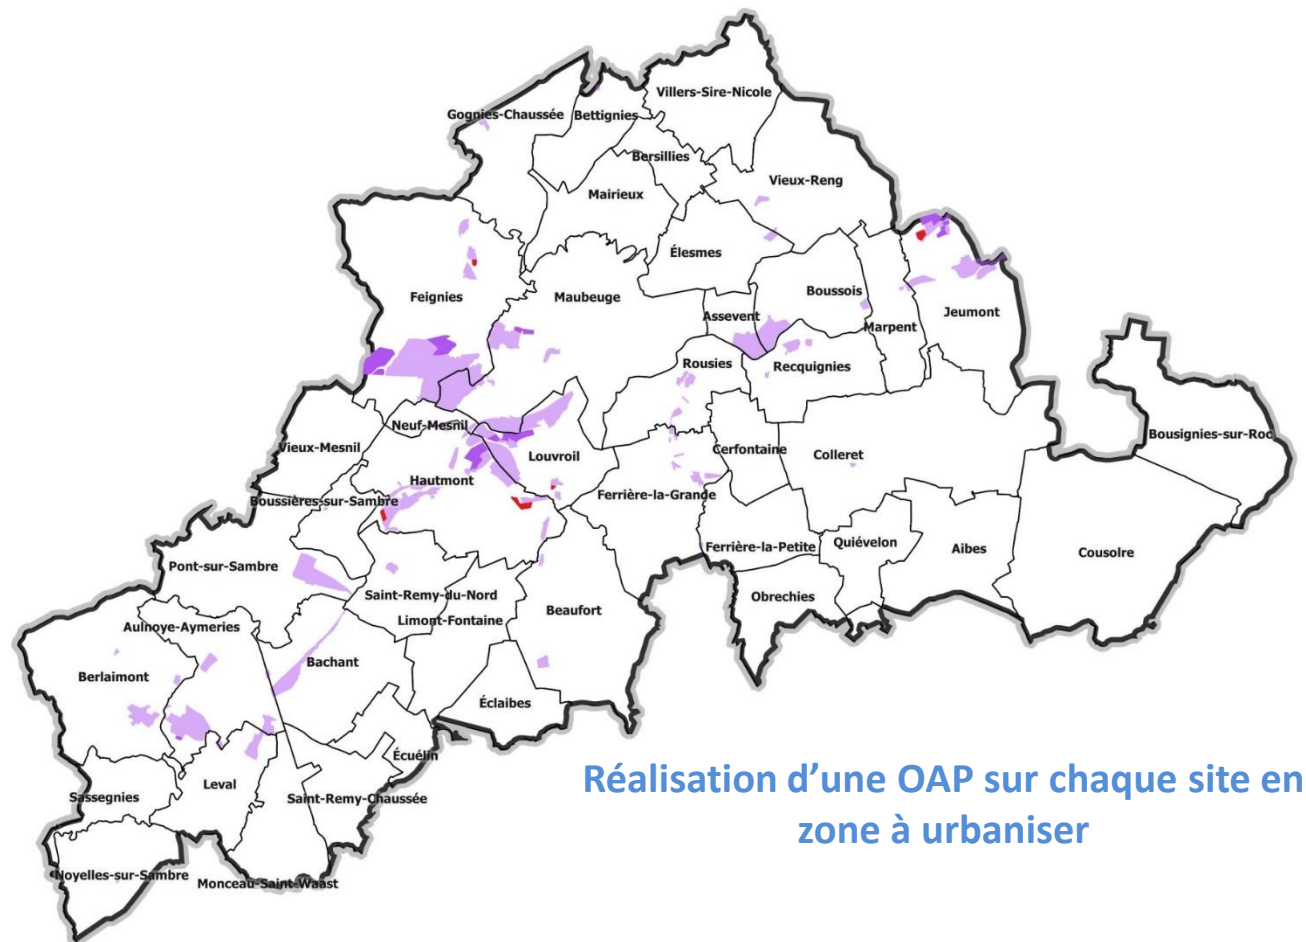 Villers-Sire-Nicole
Gognies-Chaussée
Bettignies
Bersillies
Vieux-Reng
Mairieux
Élesmes
Feignies
Maubeuge
Boussois
Assevent
Marpent
Jeumont
Rousies
Recquignies
Neuf-Mesnil
Vieux-Mesnil
Bousignies-sur-Roc
Louvroil
Cerfontaine
Colleret
Hautmont
Boussières-sur-Sambre
Ferrière-la-Grande
Ferrière-la-Petite
Quiévelon
Aibes
Cousolre
Pont-sur-Sambre
Saint-Remy-du-Nord
Obrechies
Beaufort
Limont-Fontaine
Aulnoye-Aymeries
Bachant
Berlaimont
Éclaibes
Écuélin
Leval
Sassegnies
Saint-Remy-Chaussée
Noyelles-sur-Sambre
Monceau-Saint-Waast
Réalisation d’une OAP sur chaque site en
zone à urbaniser